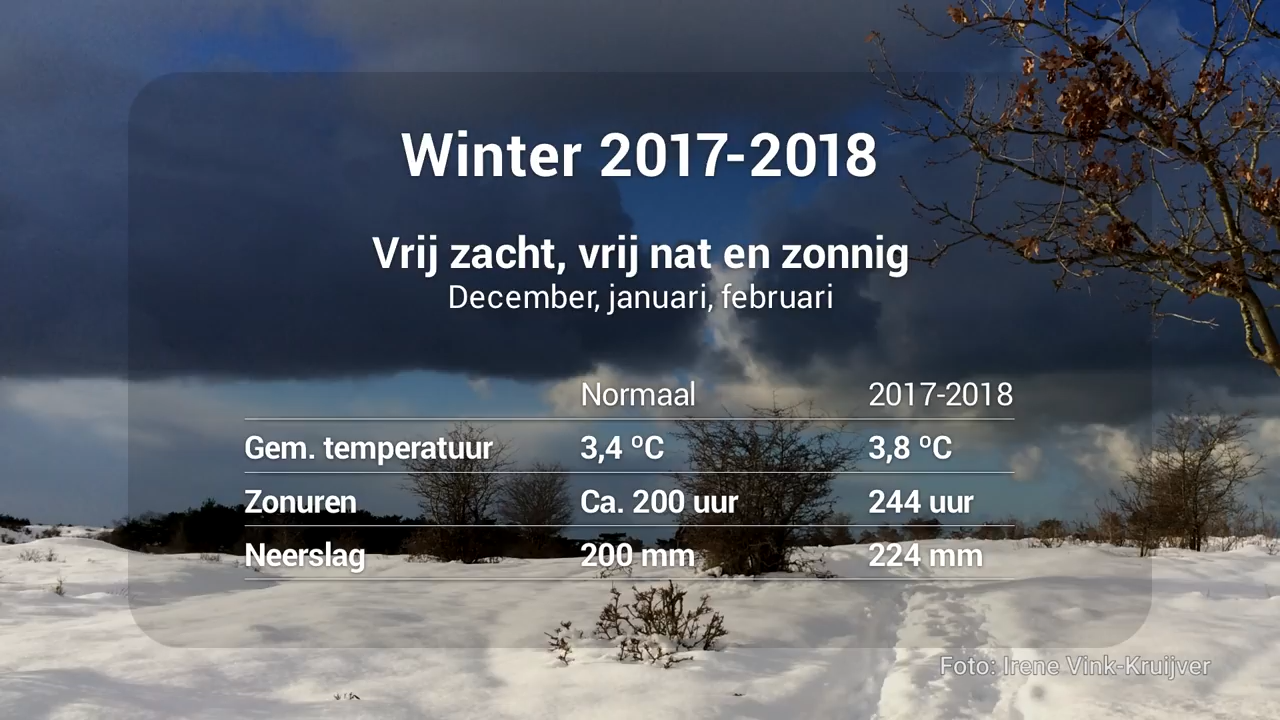 Winter 2017-2018
Vrij zacht, vrij nat en zonnig
December, januari, februari
Normaal 2017-2018
Gem. temperatuur 3,4 ºC 3,8 ºC
Zonuren Ca. 200 uur 244 uur
Neerslag 200 mm 224 mm
Foto: Irene Vink-Kruijver